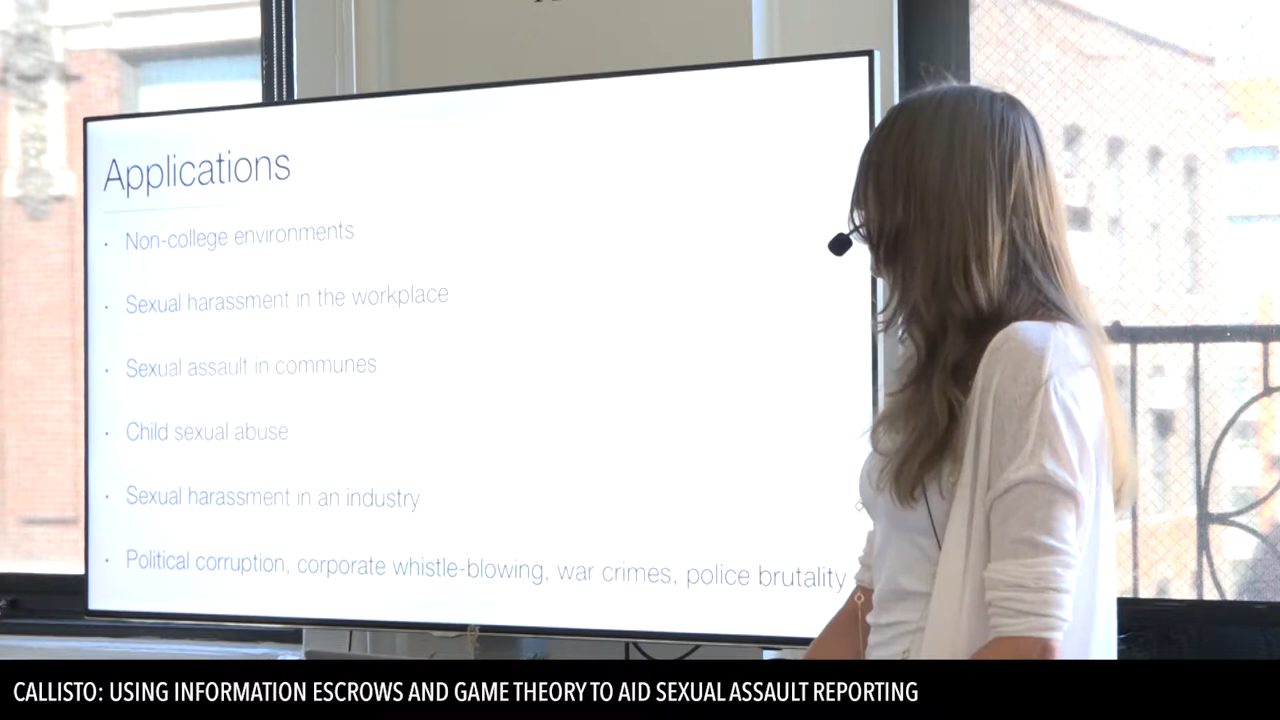 Applications
· Non-college environments
· Sexual harassment in the workplace
· Sexual assault in communes
· Child sexual abuse
· Sexual harassment in an industry
· Political corruption, corporate whistle-blowing, war crimes, police brutality
CALLISTO: USING INFORMATION ESCROWS AND GAME THEORY TO AID SEXUAL ASSAULT REPORTING